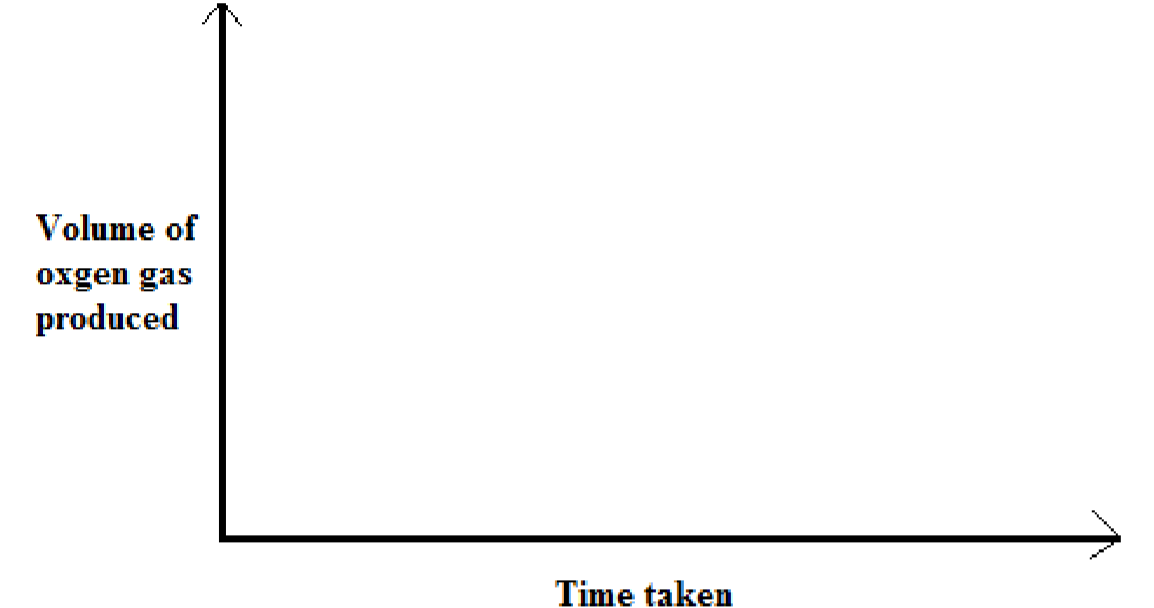 Volume of
oxgen gas
produced
Time taken